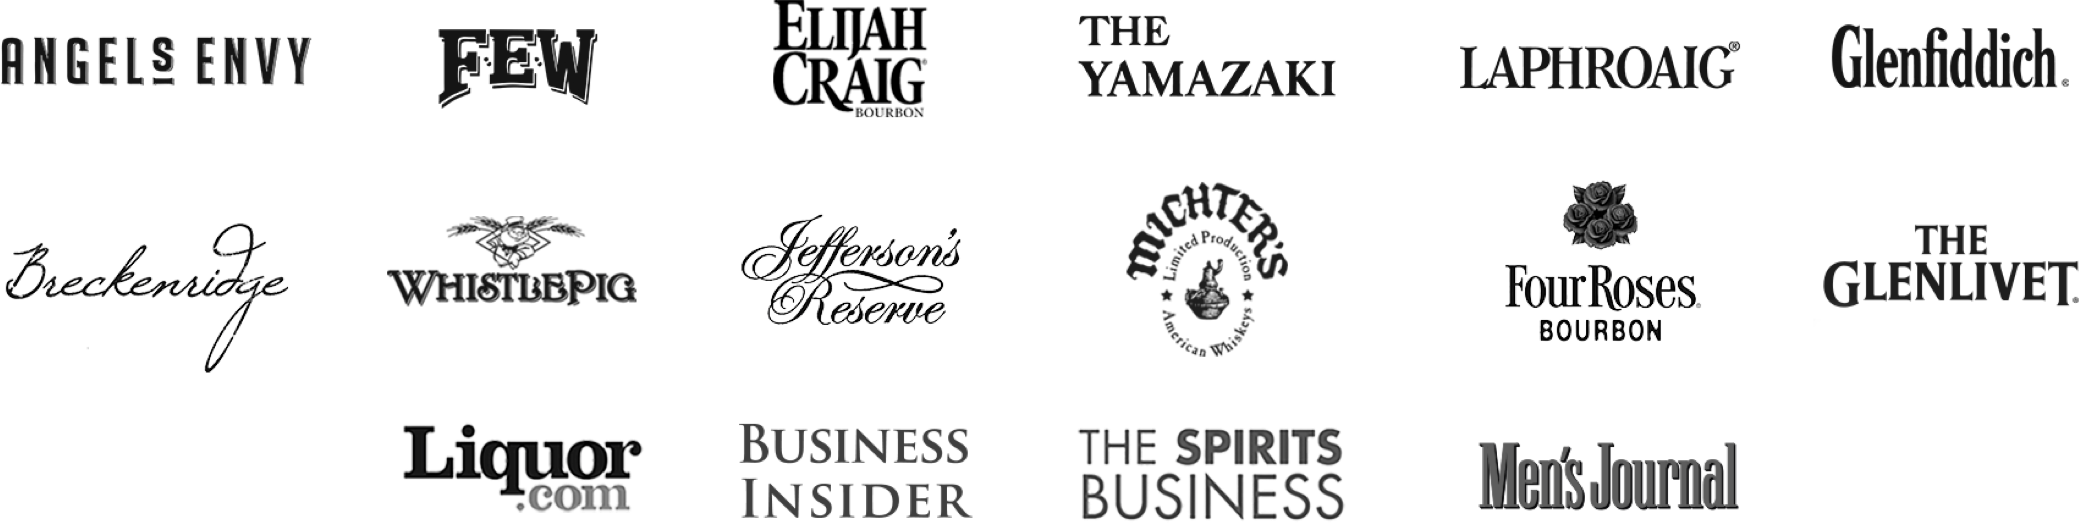 ANGELS ENVY
F·E·W
ELIJAH
CRAIG®
BOURBON
THE
YAMAZAKI
LAPHROAIG®
Glenfiddich®
Breckenridge
WHISTLEPIG
Jefferson's
Reserve
MICHTER'S
Limited Production
★ ★
American Whiskeys
Four Roses®
BOURBON
THE
GLENLIVET®
Liquor
.com
BUSINESS
INSIDER
THE SPIRITS
BUSINESS
Men's Journal